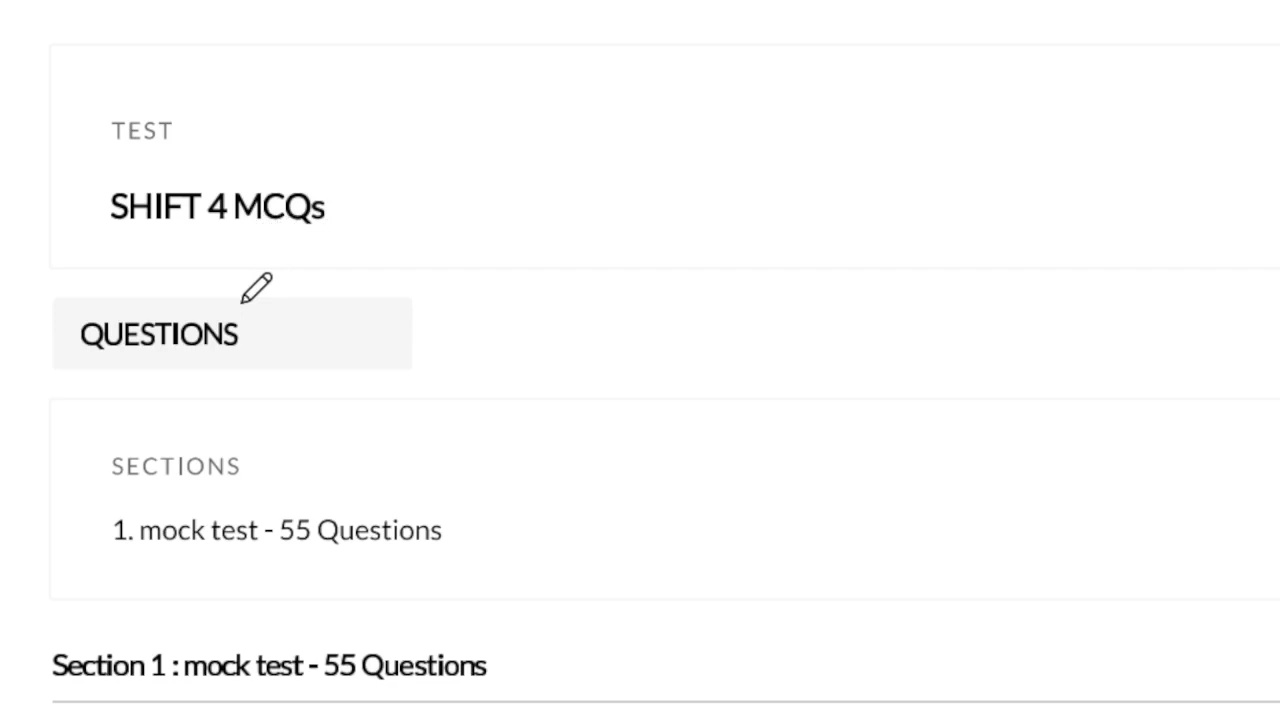 TEST
SHIFT 4 MCQs
QUESTIONS
SECTIONS
1. mock test - 55 Questions
Section 1 : mock test - 55 Questions